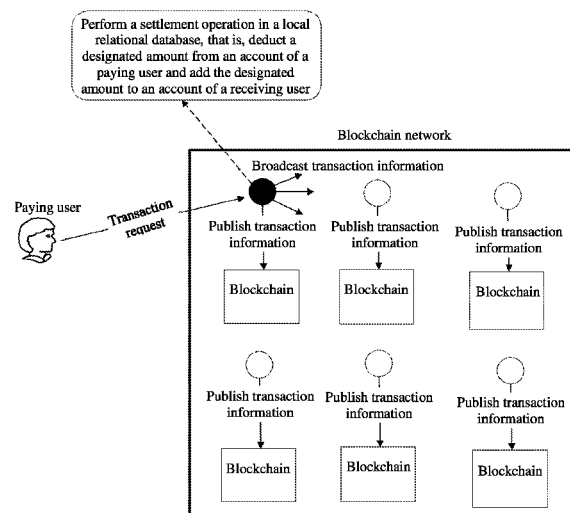 Perform a settlement operation in a local
relational database, that is, deduct a
designated amount from an account of a
paying user and add the designated
amount to an account of a receiving user
Blockchain network
Broadcast transaction information
Paying user
Transaction
request
Publish transaction
information
Publish transaction
information
Publish transaction
information
Blockchain
Blockchain
Blockchain
Publish transaction
information
Publish transaction
information
Publish transaction
information
Blockchain
Blockchain
Blockchain